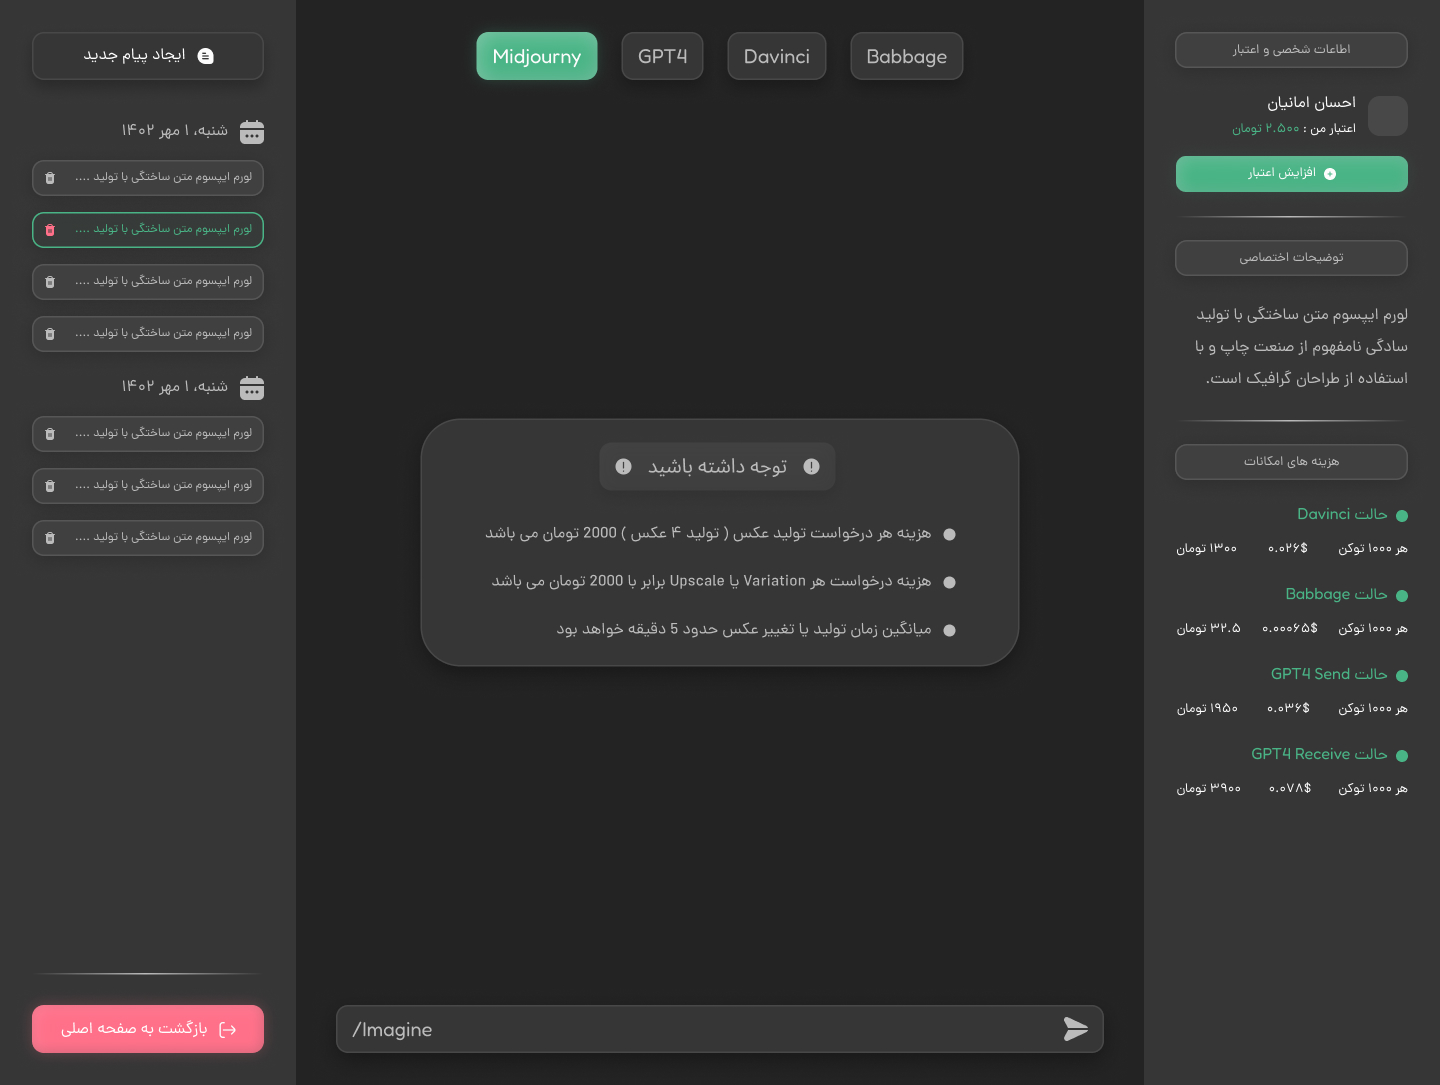 اطاعات شخصی و اعتبار
احسان امانیان
اعتبار من : ۲.۵۰۰ تومان
افزایش اعتبار
توضیحات اختصاصی
لورم ایپسوم متن ساختگی با تولید
سادگی نامفهوم از صنعت چاپ و با
استفاده از طراحان گرافیک است.
هزینه های امکانات
حالت Davinci
هر ۱۰۰۰ توکن ۰.۰۲۶$ ۱۳۰۰ تومان
حالت Babbage
هر ۱۰۰۰ توکن ۰.۰۰۰۶۵$ ۳۲.۵ تومان
حالت GPT4 Send
هر ۱۰۰۰ توکن ۰.۰۳۶$ ۱۹۵۰ تومان
حالت GPT4 Receive
هر ۱۰۰۰ توکن ۰.۰۷۸$ ۳۹۰۰ تومان
Midjourny GPT4 Davinci Babbage
توجه داشته باشید
هزینه هر درخواست تولید عکس ( تولید ۴ عکس ) 2000 تومان می باشد
هزینه درخواست هر Variation یا Upscale برابر با 2000 تومان می باشد
میانگین زمان تولید یا تغییر عکس حدود 5 دقیقه خواهد بود
/Imagine
ایجاد پیام جدید
شنبه، ۱ مهر ۱۴۰۲
لورم ایپسوم متن ساختگی با تولید ....
لورم ایپسوم متن ساختگی با تولید ....
لورم ایپسوم متن ساختگی با تولید ....
لورم ایپسوم متن ساختگی با تولید ....
شنبه، ۱ مهر ۱۴۰۲
لورم ایپسوم متن ساختگی با تولید ....
لورم ایپسوم متن ساختگی با تولید ....
لورم ایپسوم متن ساختگی با تولید ....
بازگشت به صفحه اصلی